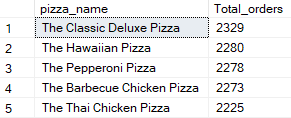 pizza_name Total_orders
1 The Classic Deluxe Pizza 2329
2 The Hawaiian Pizza 2280
3 The Pepperoni Pizza 2278
4 The Barbecue Chicken Pizza 2273
5 The Thai Chicken Pizza 2225